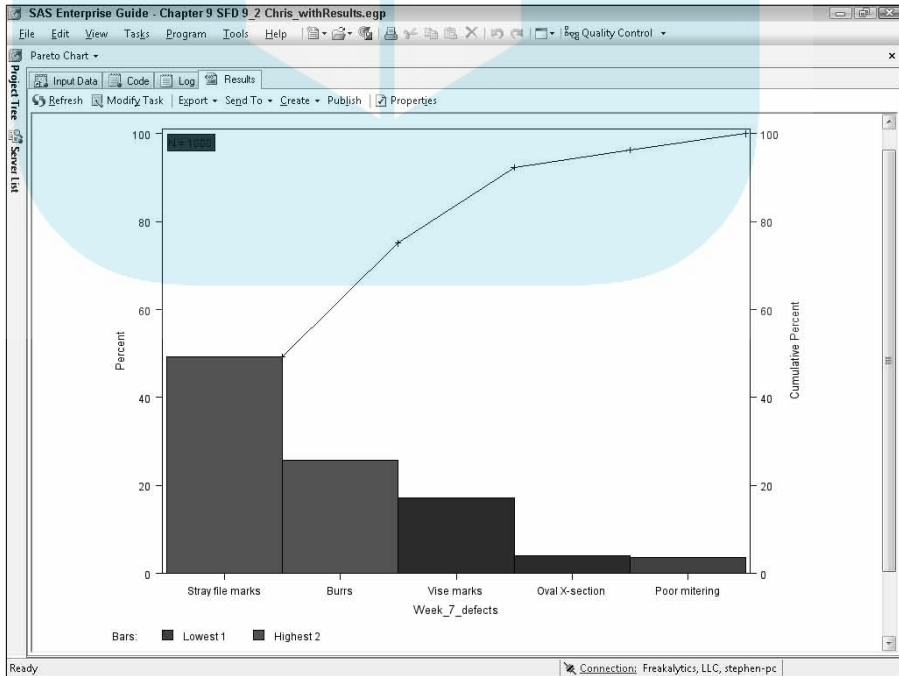 SAS Enterprise Guide - Chapter 9 SFD 9_2 Chris_withResults.egp
File Edit View Tasks Program Tools Help Quality Control
Pareto Chart
Project Tree
Server List
Input Data Code Log Results
Refresh Modify Task Export Send To Create Publish Properties
N = 1000
100
80
60
40
20
0
Percent
100
80
60
40
20
0
Cumulative Percent
Stray file marks Burrs Vise marks Oval X-section Poor mitering
Week_7_defects
Bars: Lowest 1 Highest 2
Ready Connection: Freakalytics, LLC, stephen-pc